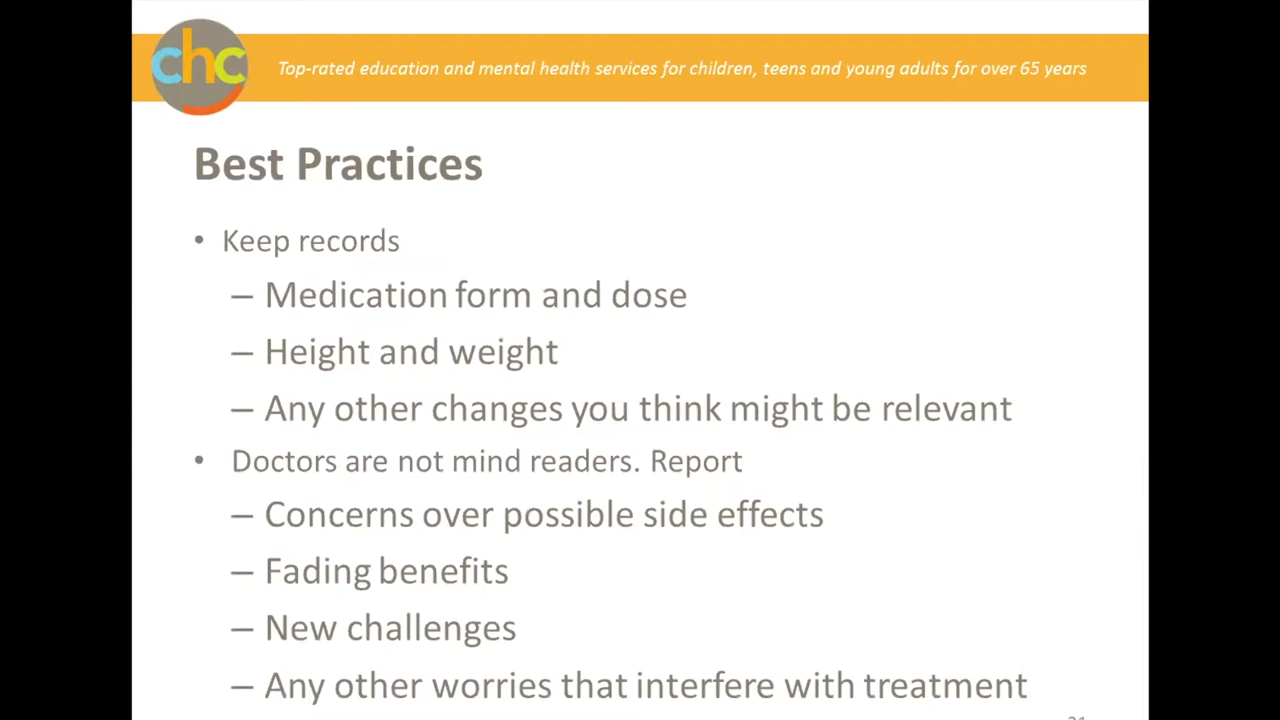 chc
Top-rated education and mental health services for children, teens and young adults for over 65 years
Best Practices
• Keep records
– Medication form and dose
– Height and weight
– Any other changes you think might be relevant
• Doctors are not mind readers. Report
– Concerns over possible side effects
– Fading benefits
– New challenges
– Any other worries that interfere with treatment